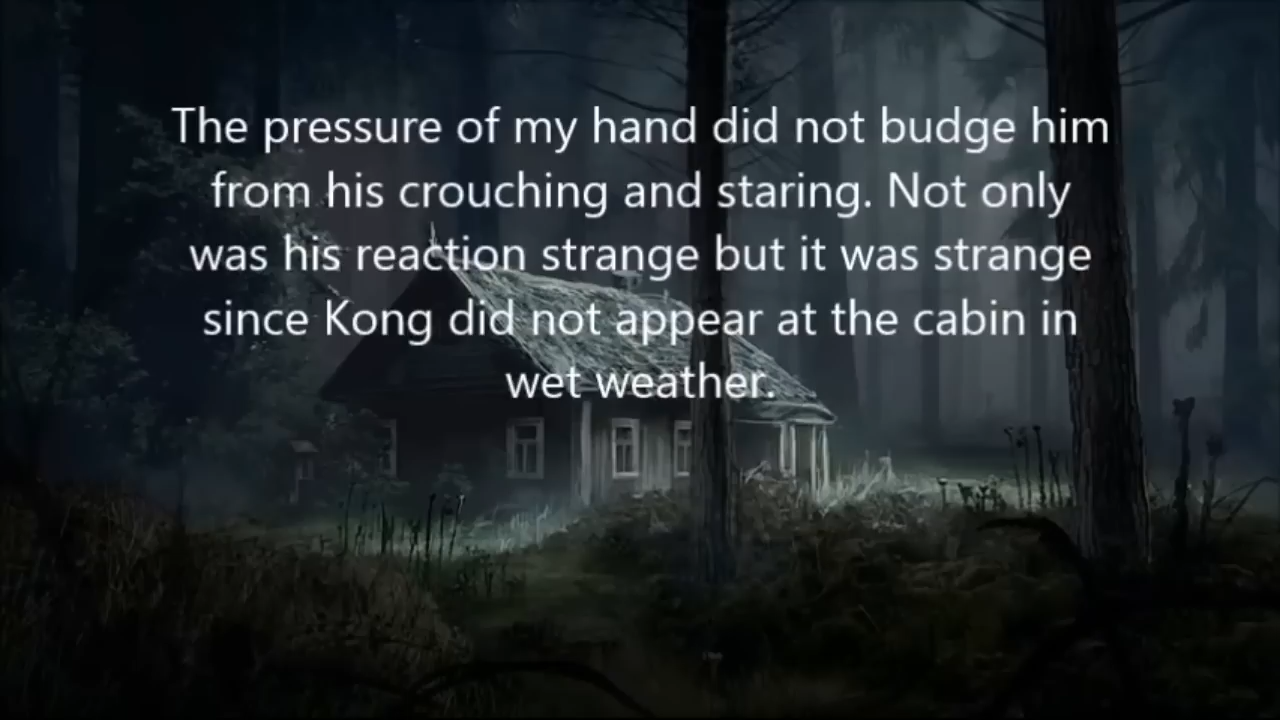 The pressure of my hand did not budge him
from his crouching and staring. Not only
was his reaction strange but it was strange
since Kong did not appear at the cabin in
wet weather.